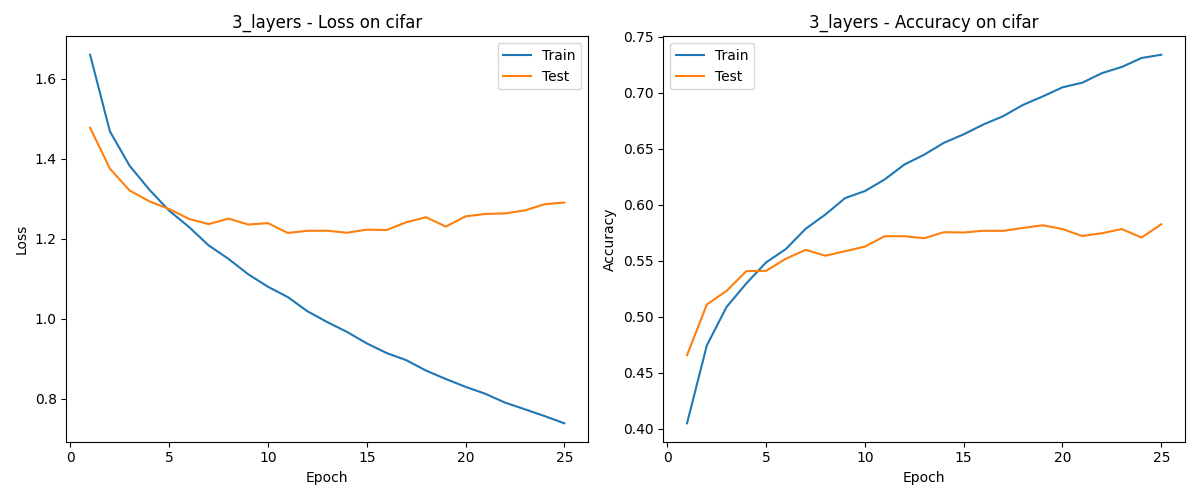 3_layers - Loss on cifar
Train
Test
1.6
1.4
1.2
1.0
0.8
Loss
0
5
10
15
20
25
Epoch
3_layers - Accuracy on cifar
Train
Test
0.75
0.70
0.65
0.60
0.55
0.50
0.45
0.40
Accuracy
0
5
10
15
20
25
Epoch